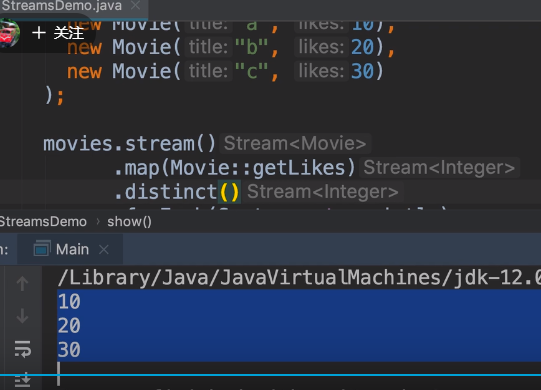 StreamsDemo.java ×
+ 关注
new Movie( title: "a", likes: 10),
new Movie( title: "b", likes: 20),
new Movie( title: "c", likes: 30)
);
movies.stream() Stream<Movie>
.map(Movie::getLikes) Stream<Integer>
.distinct() Stream<Integer>
StreamsDemo › show()
n: Main ×
/Library/Java/JavaVirtualMachines/jdk-12.0
10
20
30